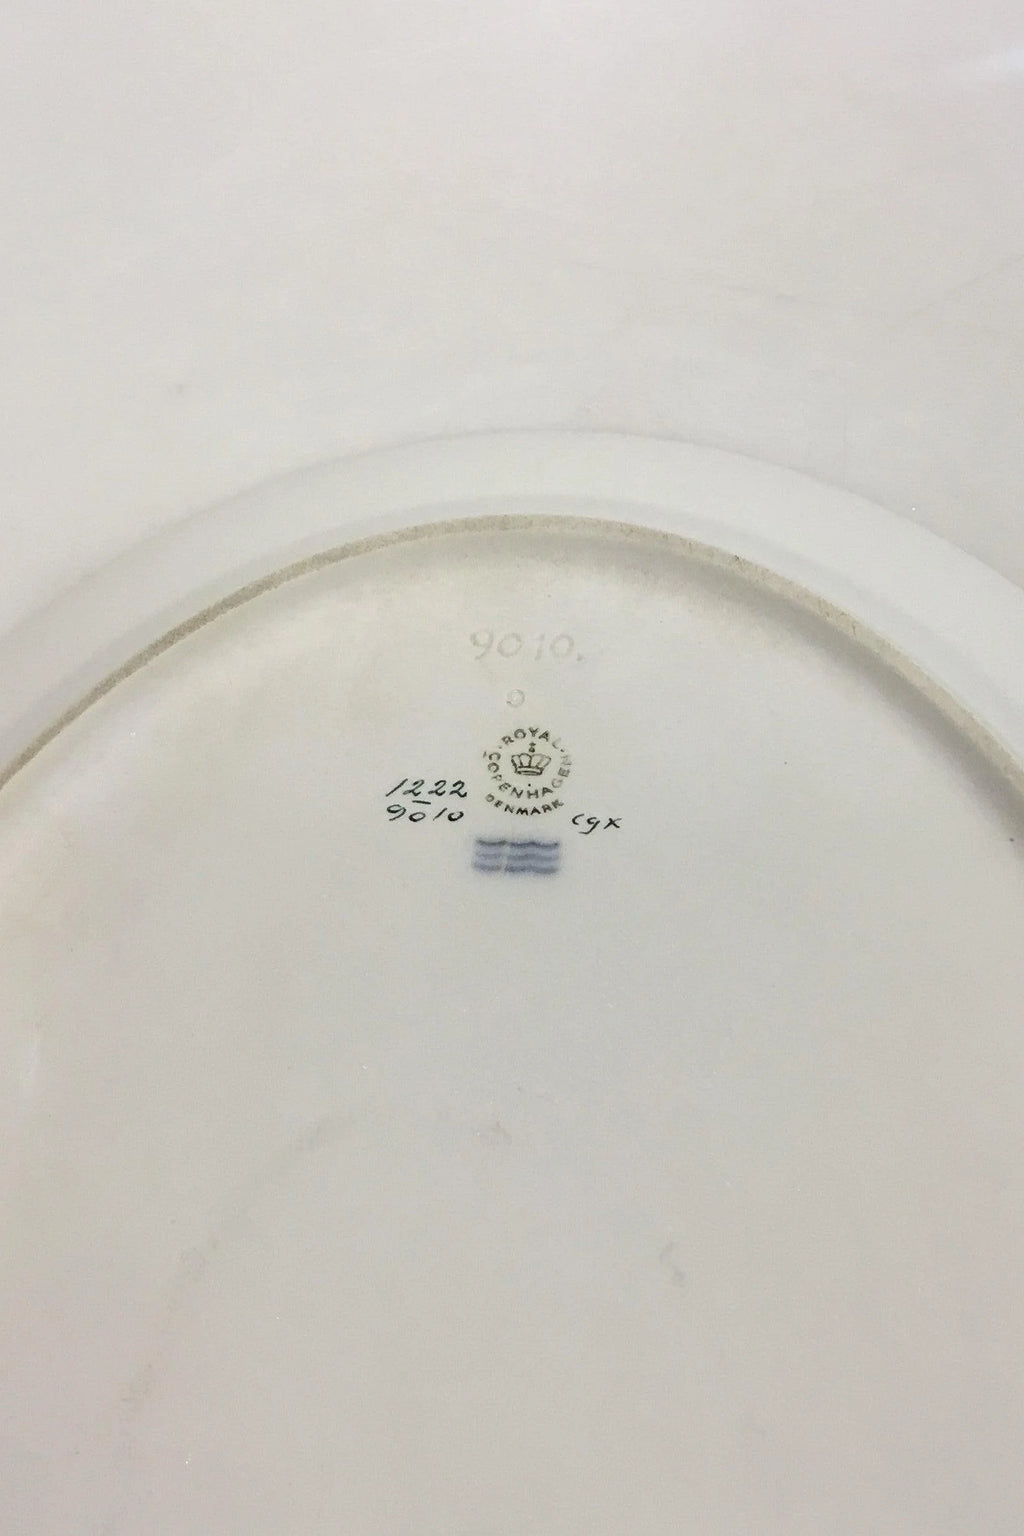 9010.
ROYAL COPENHAGEN
DENMARK
1222
9010
cgx